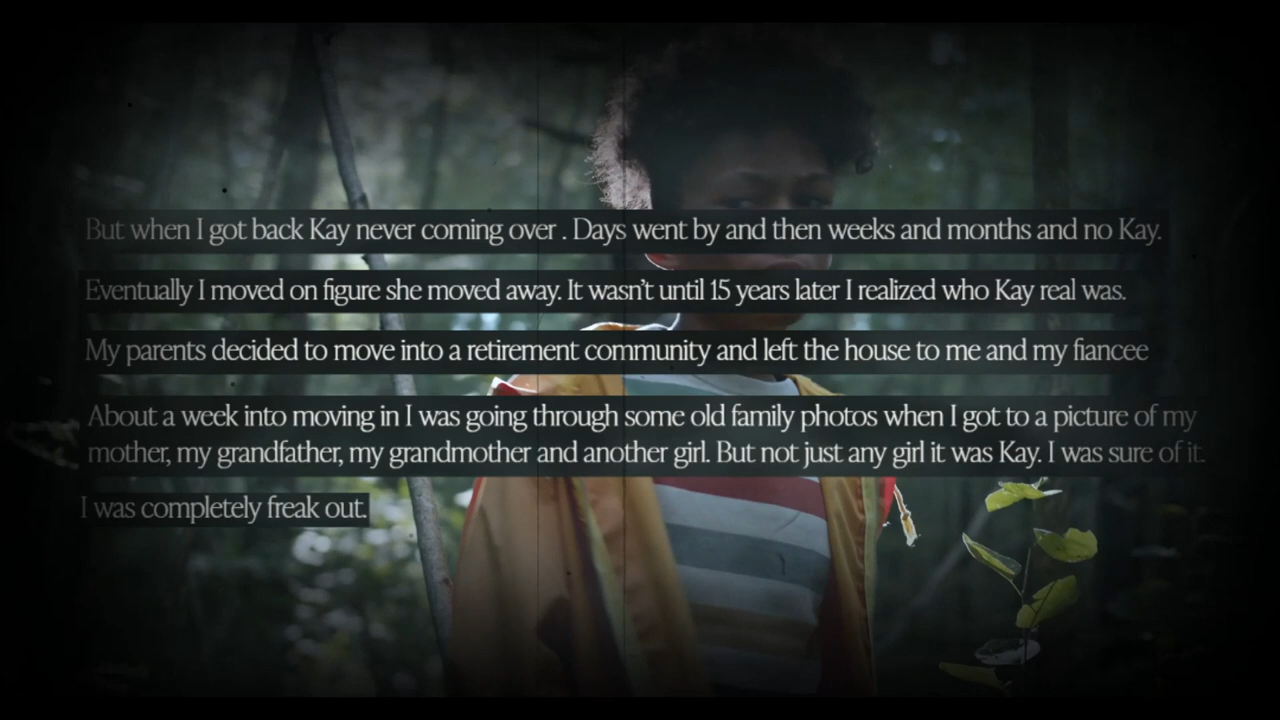 But when I got back Kay never coming over . Days went by and then weeks and months and no Kay.
Eventually I moved on figure she moved away. It wasn't until 15 years later I realized who Kay real was.
My parents decided to move into a retirement community and left the house to me and my fiancee
About a week into moving in I was going through some old family photos when I got to a picture of my
mother, my grandfather, my grandmother and another girl. But not just any girl it was Kay. I was sure of it.
I was completely freak out.